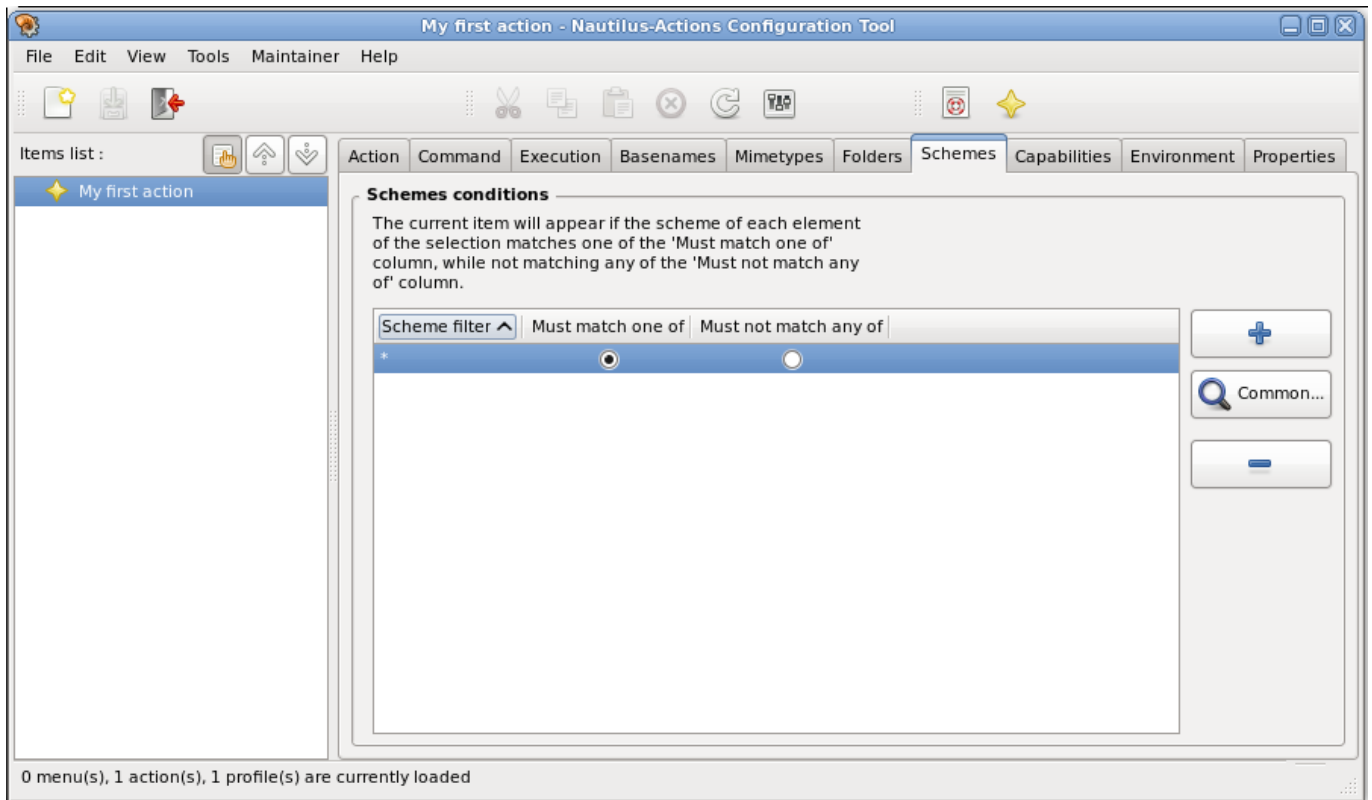 My first action - Nautilus-Actions Configuration Tool
File Edit View Tools Maintainer Help
Items list :
Action Command Execution Basenames Mimetypes Folders Schemes Capabilities Environment Properties
My first action
Schemes conditions
The current item will appear if the scheme of each element
of the selection matches one of the 'Must match one of'
column, while not matching any of the 'Must not match any
of' column.
Scheme filter Must match one of Must not match any of
*
Common...
0 menu(s), 1 action(s), 1 profile(s) are currently loaded